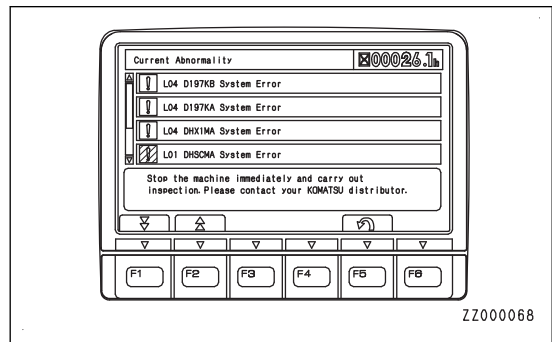 Current Abnormality
00026.1h
L04 D197KB System Error
L04 D197KA System Error
L04 DHX1MA System Error
L01 DHSCMA System Error
Stop the machine immediately and carry out
inspection. Please contact your KOMATSU distributor.
F1 F2 F3 F4 F5 F6
ZZ000068